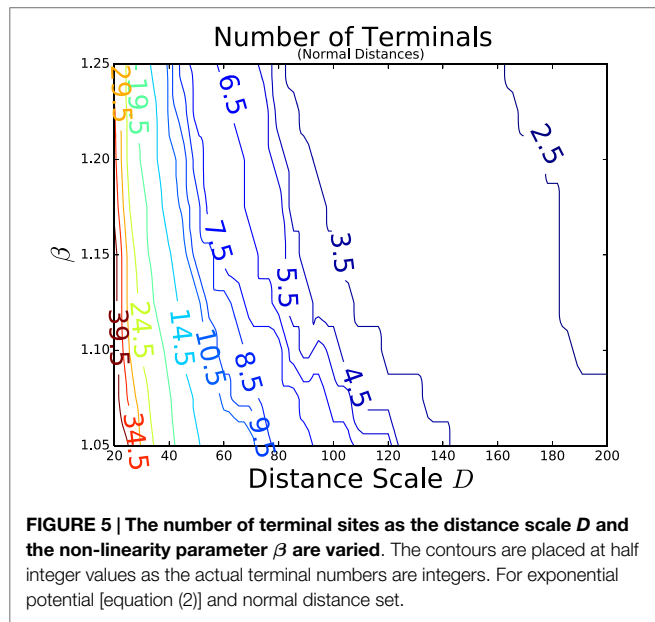 Number of Terminals
(Normal Distances)
1.25
1.20
1.15
1.10
1.05
β
29.5
19.5
6.5
2.5
7.5
3.5
5.5
39.5
24.5
14.5
10.5
8.5
4.5
34.5
9.5
20 40 60 80 100 120 140 160 180 200
Distance Scale D
FIGURE 5 | The number of terminal sites as the distance scale D and
the non-linearity parameter β are varied. The contours are placed at half
integer values as the actual terminal numbers are integers. For exponential
potential [equation (2)] and normal distance set.